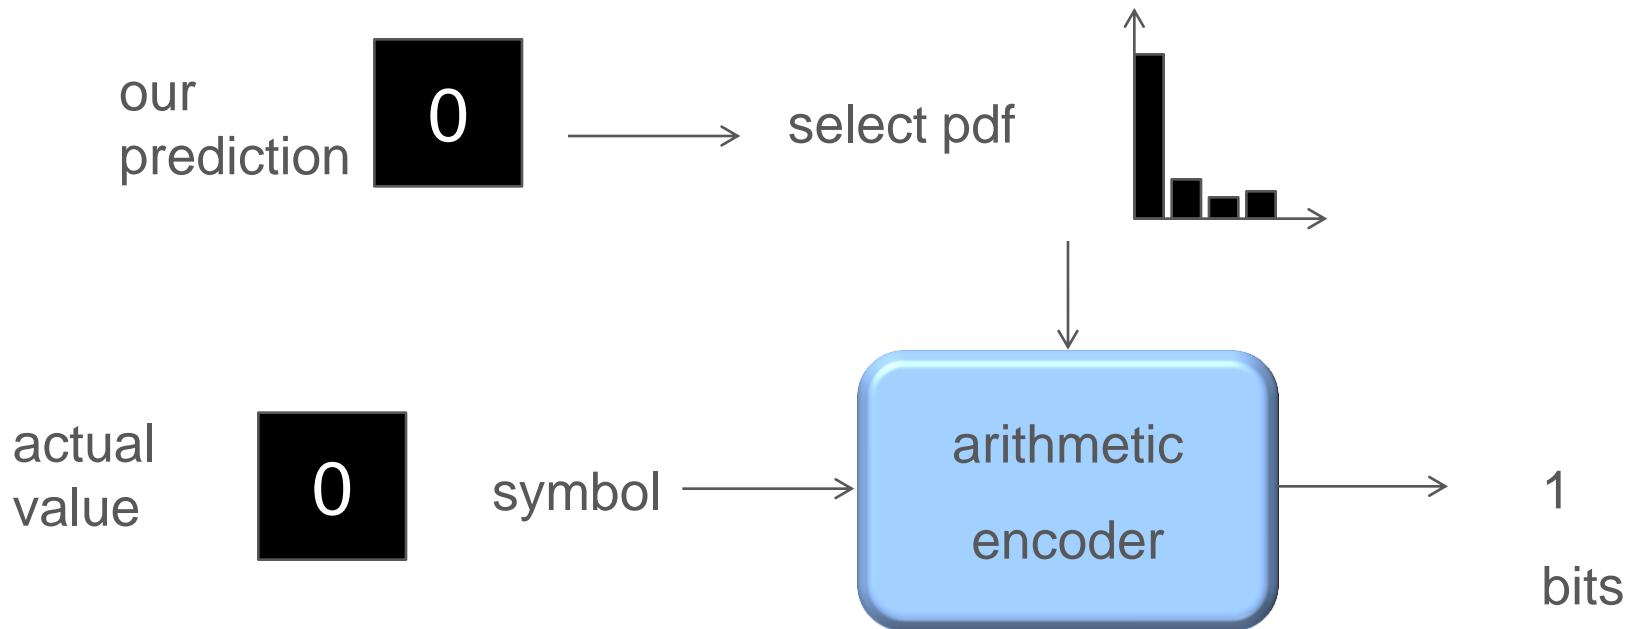 our
prediction
0
select pdf
actual
value
0
symbol
arithmetic
encoder
1
bits